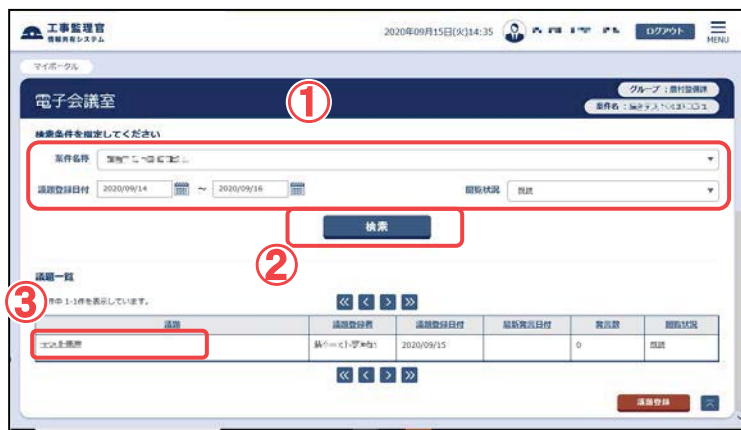 工事監理官
情報共有システム
2020年09月15日(火)14:35
ログアウト
MENU
マイポータル
電子会議室
①
グループ：農村整備課
案件名：
検索条件を指定してください
案件名称
議題登録日付 2020/09/14 ～ 2020/09/16 閲覧状況 既読
検索
②
議題一覧
③
件中 1-1件を表示しています。
議題 議題登録者 議題登録日付 最新発言日付 発言数 閲覧状況
2020/09/15 0 既読
議題登録